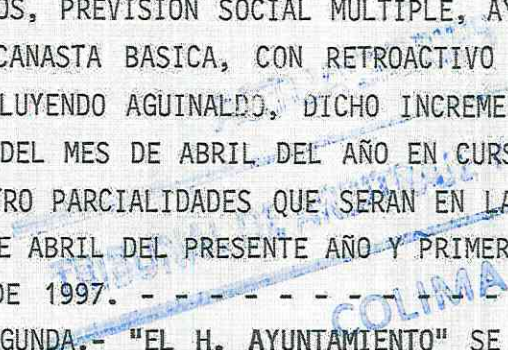 OS, PREVISION SOCIAL MULTIPLE, AY
CANASTA BASICA, CON RETROACTIVO
LUYENDO AGUINALDO, DICHO INCREME
DEL MES DE ABRIL DEL AÑO EN CURS
TRO PARCIALIDADES QUE SERAN EN LA
E ABRIL DEL PRESENTE AÑO Y PRIMER
DE 1997. - - - - - - - - - - - -
GUNDA.- "EL H. AYUNTAMIENTO" SE
COLIMA